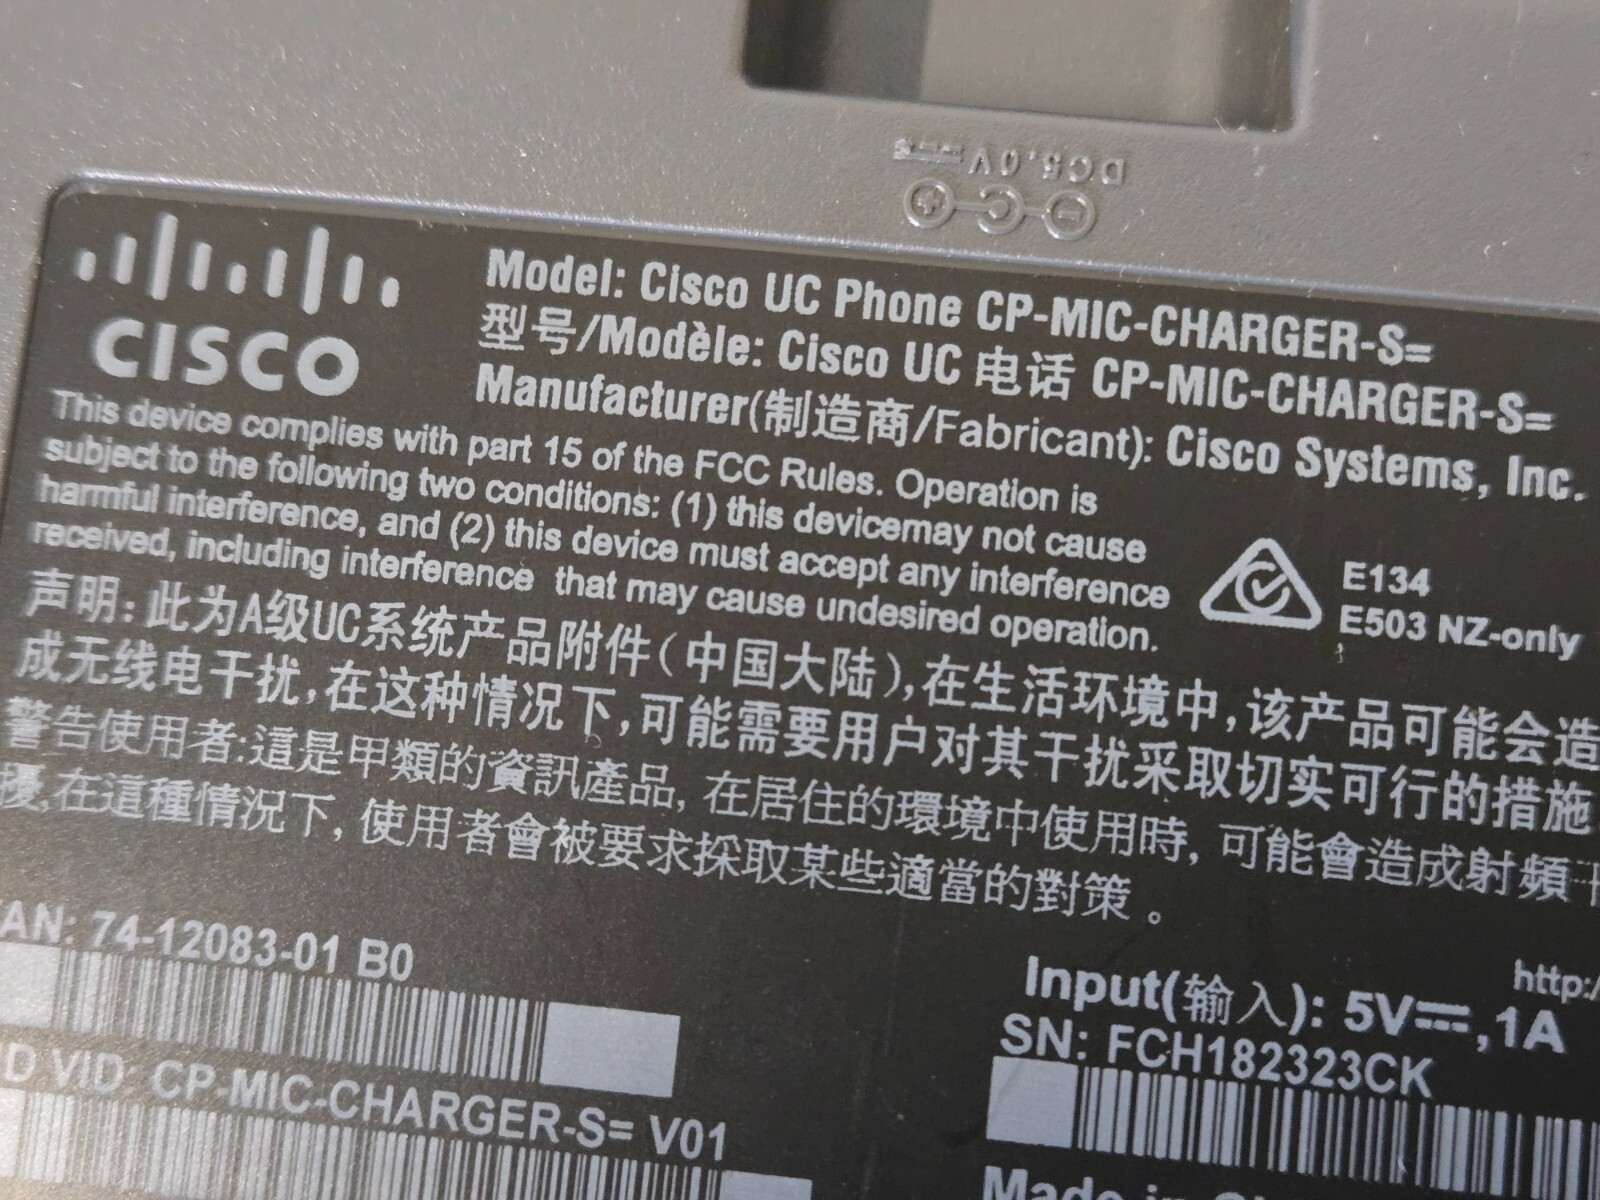 DC5.0V
CISCO
Model: Cisco UC Phone CP-MIC-CHARGER-S=
型号/Modèle: Cisco UC 电话 CP-MIC-CHARGER-S=
Manufacturer(制造商/Fabricant): Cisco Systems, Inc.
This device complies with part 15 of the FCC Rules. Operation is
subject to the following two conditions: (1) this devicemay not cause
harmful interference, and (2) this device must accept any interference
received, including interference that may cause undesired operation.
E134
E503 NZ-only
声明: 此为A级UC系统产品附件(中国大陆),在生活环境中,该产品可能会造
成无线电干扰,在这种情况下,可能需要用户对其干扰采取切实可行的措施
警告使用者:這是甲類的資訊產品, 在居住的環境中使用時, 可能會造成射頻干
擾,在這種情況下, 使用者會被要求採取某些適當的對策。
AN: 74-12083-01 B0
http:/
Input(输入): 5V⎓,1A
SN: FCH182323CK
D VID: CP-MIC-CHARGER-S= V01
Made in